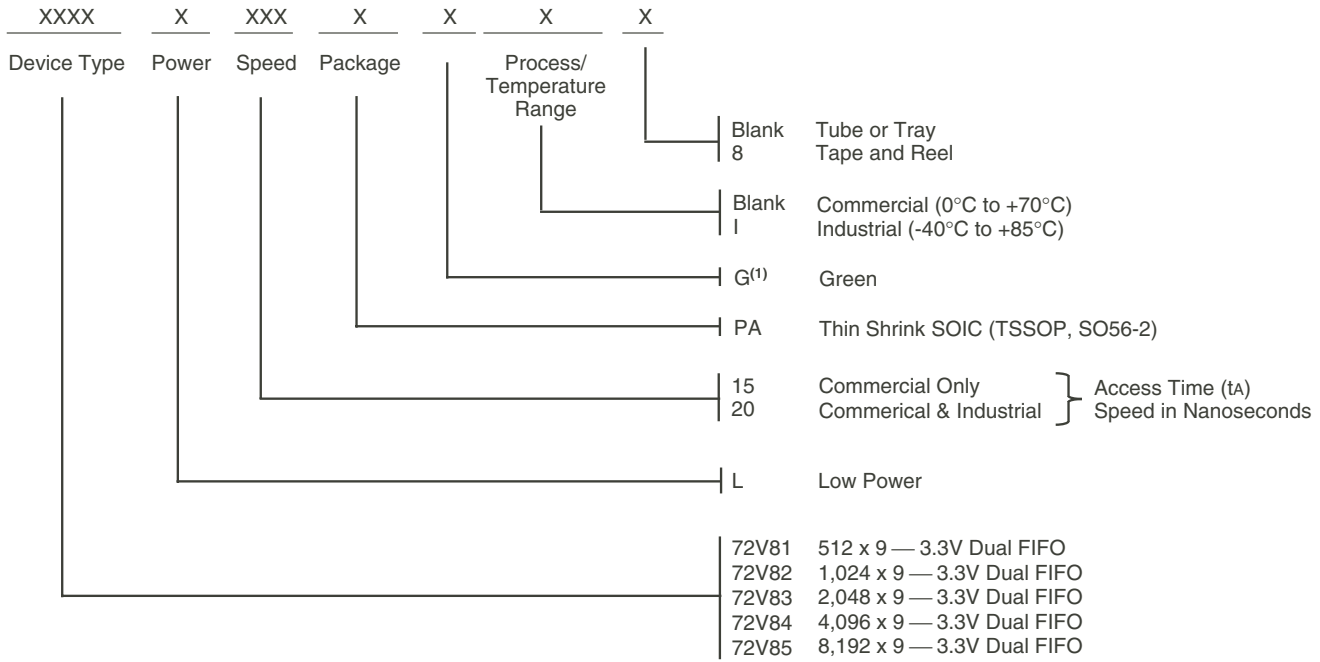 XXXX X XXX X X X X
Device Type Power Speed Package Process/
Temperature
Range
Blank Tube or Tray
8 Tape and Reel
Blank Commercial (0°C to +70°C)
I Industrial (-40°C to +85°C)
G(1) Green
PA Thin Shrink SOIC (TSSOP, SO56-2)
15 Commercial Only Access Time (tA)
20 Commerical & Industrial Speed in Nanoseconds
L Low Power
72V81 512 x 9 — 3.3V Dual FIFO
72V82 1,024 x 9 — 3.3V Dual FIFO
72V83 2,048 x 9 — 3.3V Dual FIFO
72V84 4,096 x 9 — 3.3V Dual FIFO
72V85 8,192 x 9 — 3.3V Dual FIFO